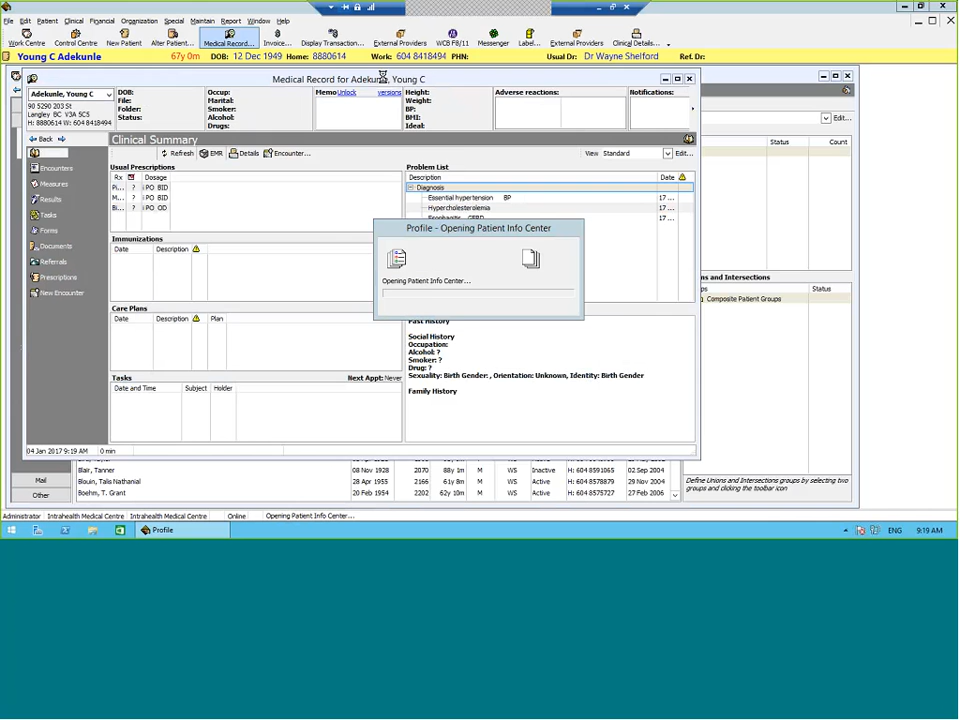 File Edit Patient Clinical Financial Organization Special Maintain Report Window Help
Work Centre Control Centre New Patient Alter Patient... Medical Record... Invoice... Display Transaction... External Providers WCB F8/11 Messenger Label... External Providers Clinical Details...
Young C Adekunle 67y 0m DOB: 12 Dec 1949 Home: 8880614 Work: 604 8418494 PHN: Usual Dr: Dr Wayne Shelford Ref. Dr:
Medical Record for Adekunle, Young C
Adekunle, Young C
90 5290 203 St
Langley BC V3A 5C5
H: 8880614 W: 604 8418494
DOB:
File:
Folder:
Status:
Occup:
Marital:
Smoker:
Alcohol:
Drugs:
Memo Unlock versions
Height:
Weight:
BP:
BMI:
Ideal:
Adverse reactions:
Notifications:
Edit...
Back
Clinical Summary
Refresh EMR Details Encounter...
View Standard Edit...
Encounters
Measures
Results
Tasks
Forms
Documents
Referrals
Prescriptions
New Encounter
Usual Prescriptions
Rx ? Dosage
Pi... ? PO BID
M... ? PO BID
Bi... ? PO OD
Immunizations
Date Description
Care Plans
Date Description Plan
Tasks Next Appt: Never
Date and Time Subject Holder
Problem List
Description Date
Diagnosis
Essential hypertension BP 17 ...
Hypercholesterolemia 17 ...
Esophagitis GERD 17 ...
Profile - Opening Patient Info Center
Opening Patient Info Center...
Past History
Social History
Occupation:
Alcohol: ?
Smoker: ?
Drug: ?
Sexuality: Birth Gender: , Orientation: Unknown, Identity: Birth Gender
Family History
04 Jan 2017 9:19 AM 0 min
Status Count
ns and Intersections
ps Status
Composite Patient Groups
Mail
Other
Blair, Tanner 08 Nov 1928 2070 88y 1m M WS Inactive H: 604 8591065 02 Sep 2004
Blouin, Talis Nathanial 28 Apr 1955 2166 61y 8m M WS Active H: 604 8578879 29 Nov 2004
Boehm, T. Grant 20 Feb 1954 2202 62y 10m M WS Active H: 604 8575727 27 Feb 2006
Define Unions and Intersections groups by selecting two
groups and clicking the toolbar icon
Administrator Intrahealth Medical Centre Intrahealth Medical Centre Online Opening Patient Info Center...
Profile
ENG 9:19 AM